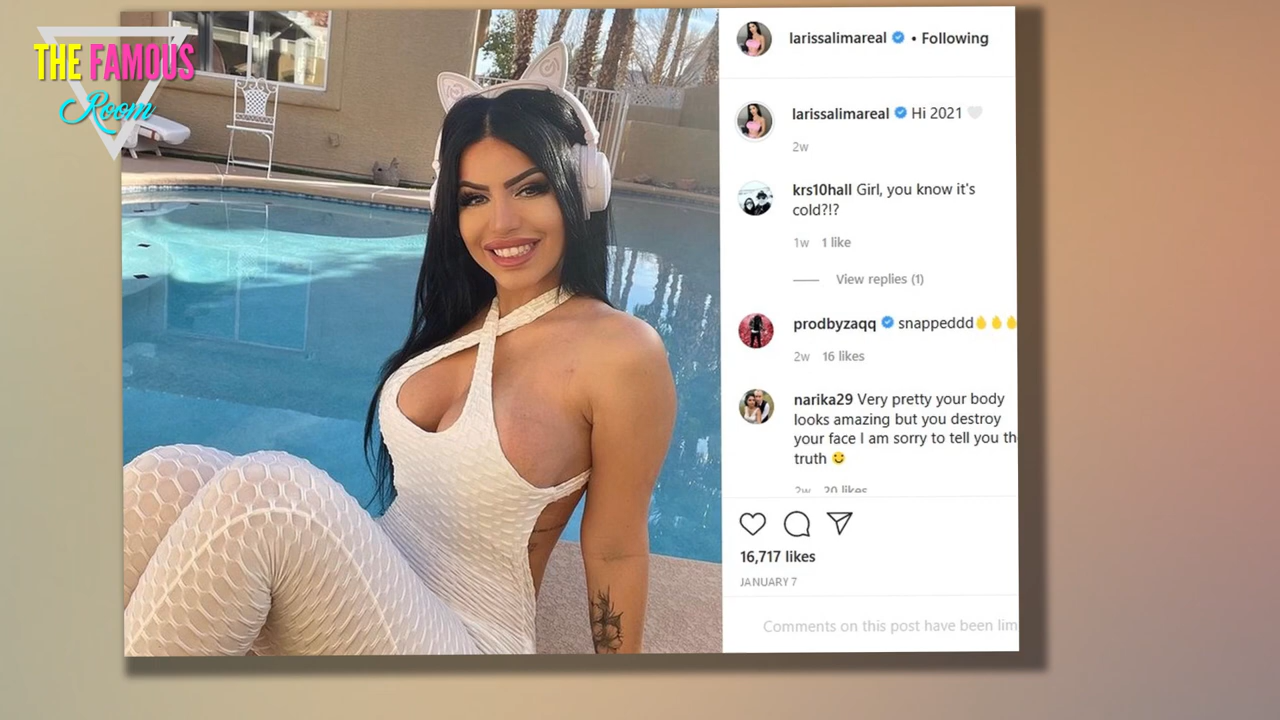 THE FAMOUS
Room
larissalimareal • Following
larissalimareal Hi 2021 🤍
2w
krs10hall Girl, you know it's
cold?!?
1w 1 like
View replies (1)
prodbyzaqq snappeddd🔥🔥🔥
2w 16 likes
narika29 Very pretty your body
looks amazing but you destroy
your face I am sorry to tell you th
truth 😊
2w 20 likes
16,717 likes
JANUARY 7
Comments on this post have been lim